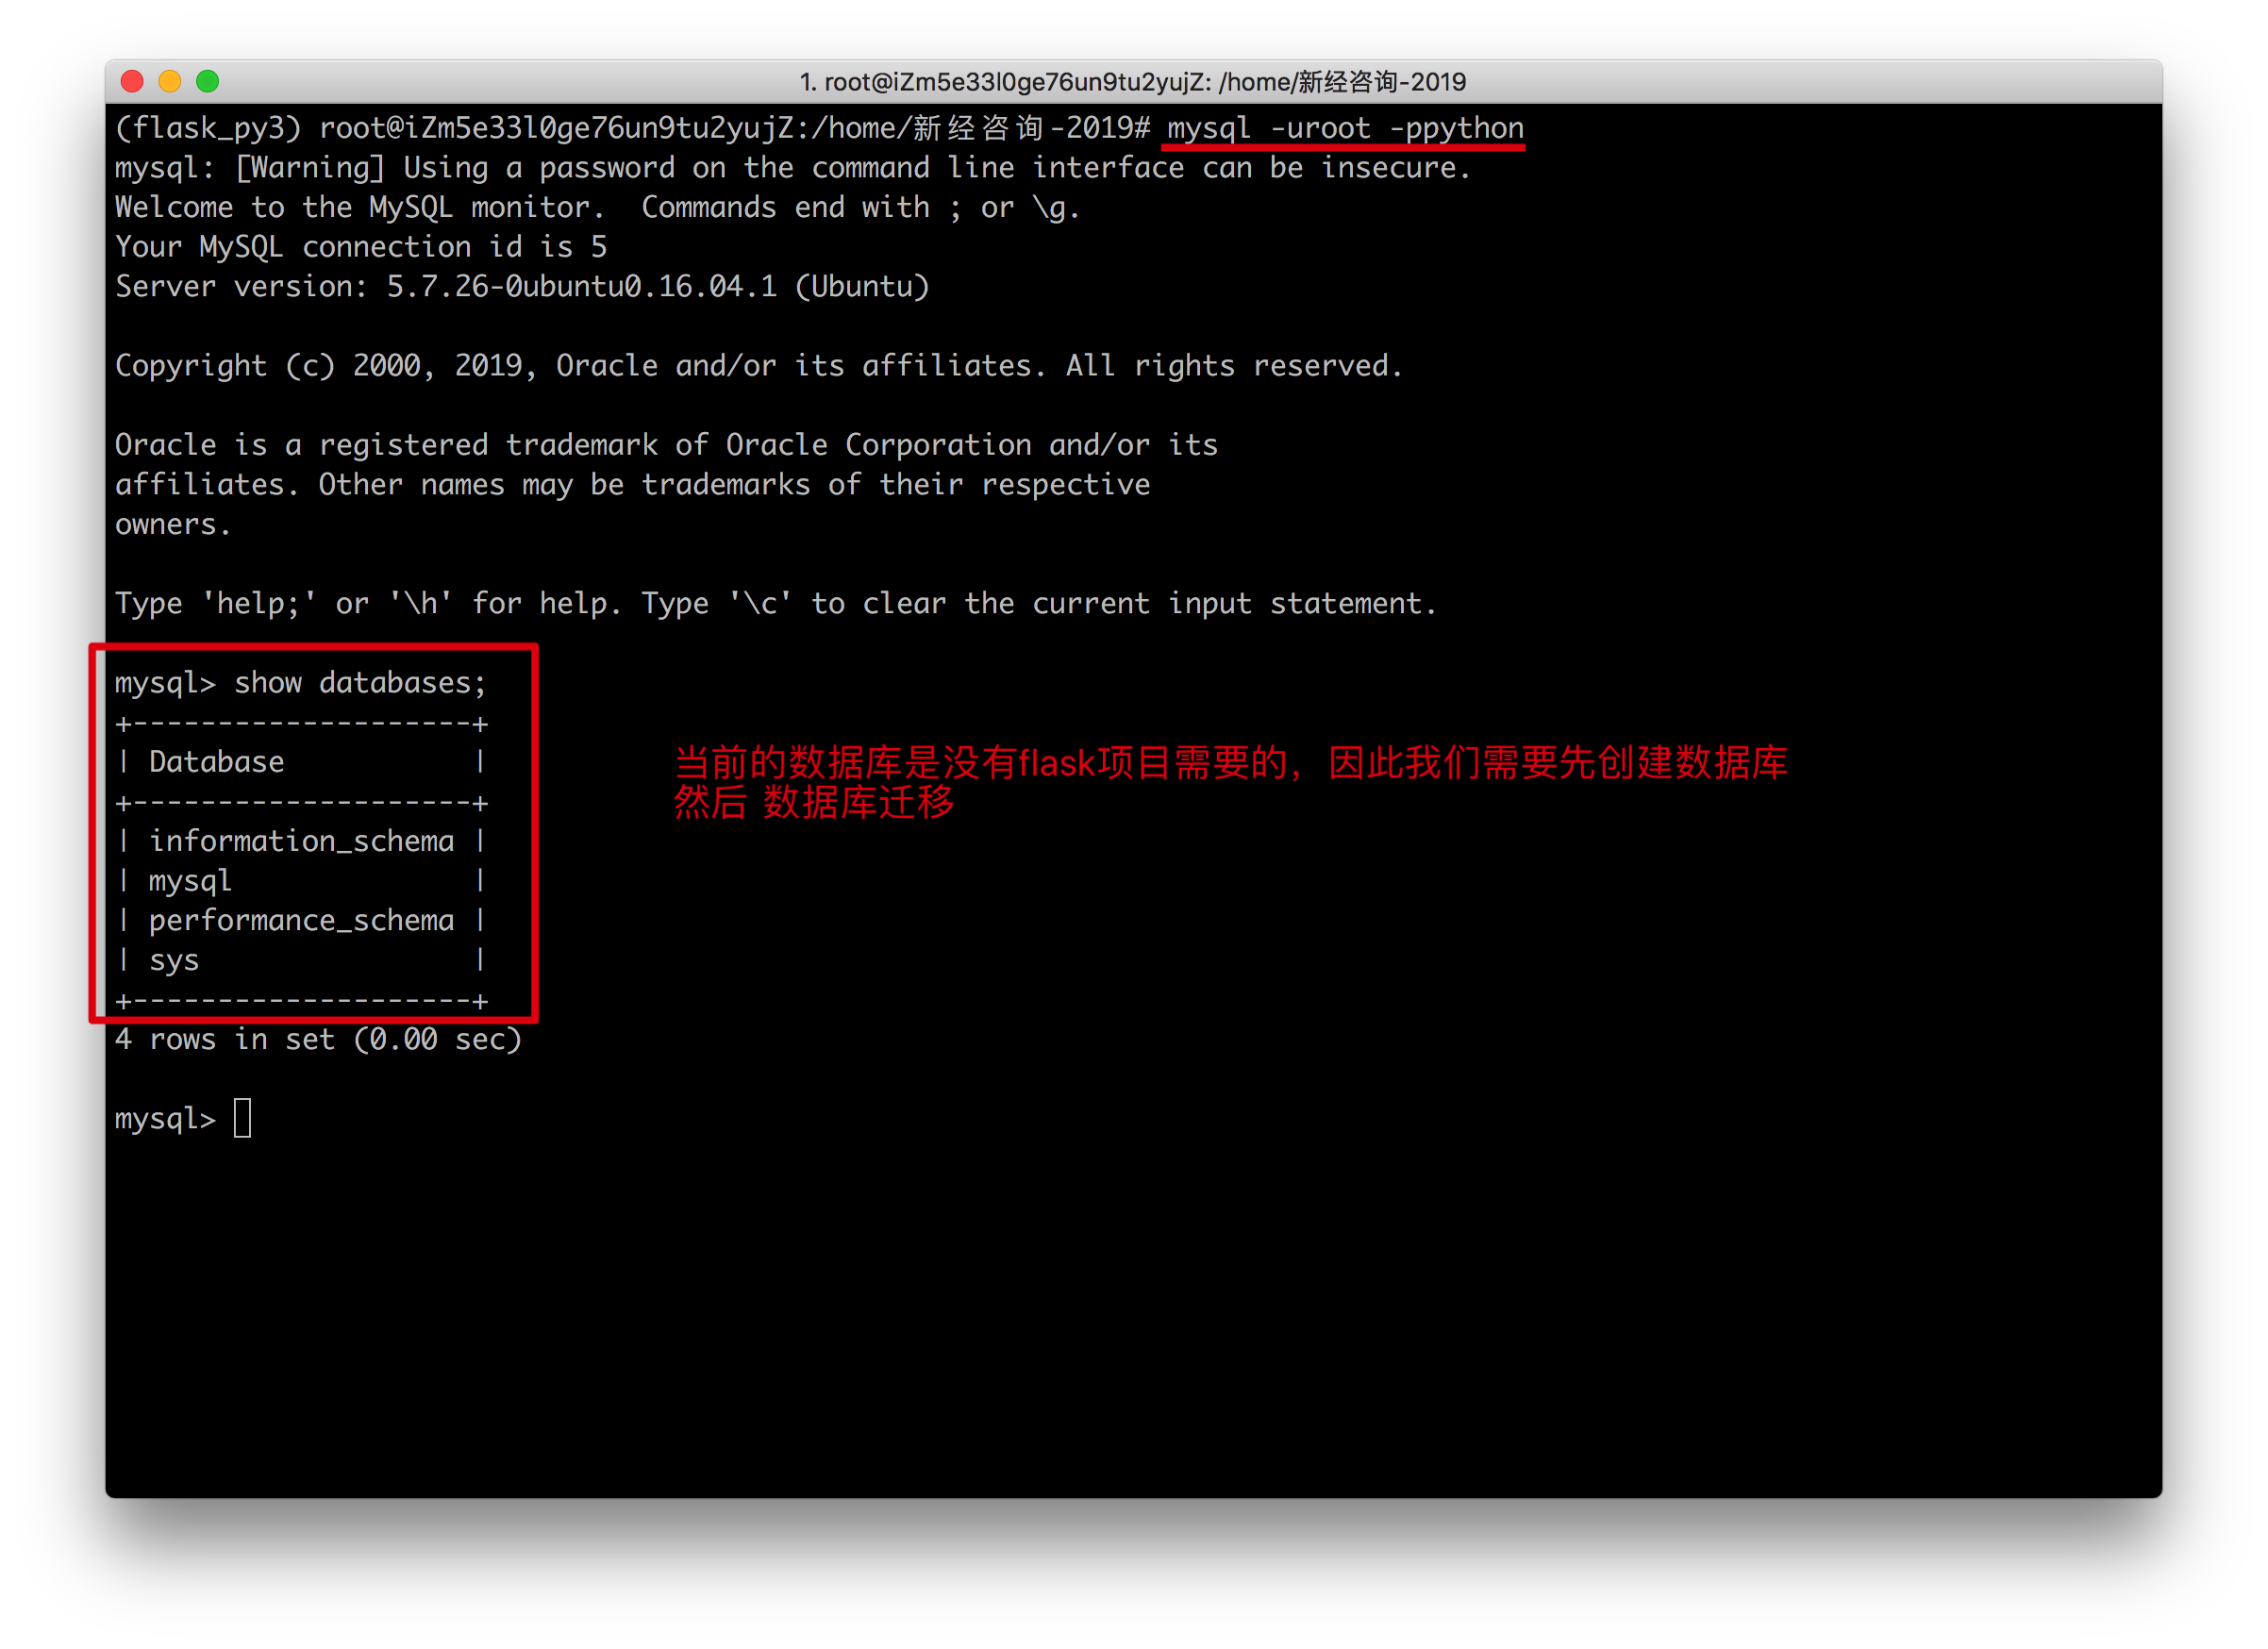 1. root@iZm5e33l0ge76un9tu2yujZ: /home/新经咨询-2019
(flask_py3) root@iZm5e33l0ge76un9tu2yujZ:/home/新经咨询-2019# mysql -uroot -ppython
mysql: [Warning] Using a password on the command line interface can be insecure.
Welcome to the MySQL monitor.  Commands end with ; or \g.
Your MySQL connection id is 5
Server version: 5.7.26-0ubuntu0.16.04.1 (Ubuntu)
Copyright (c) 2000, 2019, Oracle and/or its affiliates. All rights reserved.
Oracle is a registered trademark of Oracle Corporation and/or its
affiliates. Other names may be trademarks of their respective
owners.
Type 'help;' or '\h' for help. Type '\c' to clear the current input statement.
mysql> show databases;
+--------------------+
| Database           |
+--------------------+
| information_schema |
| mysql              |
| performance_schema |
| sys                |
+--------------------+
4 rows in set (0.00 sec)
mysql>
当前的数据库是没有flask项目需要的，因此我们需要先创建数据库
然后 数据库迁移